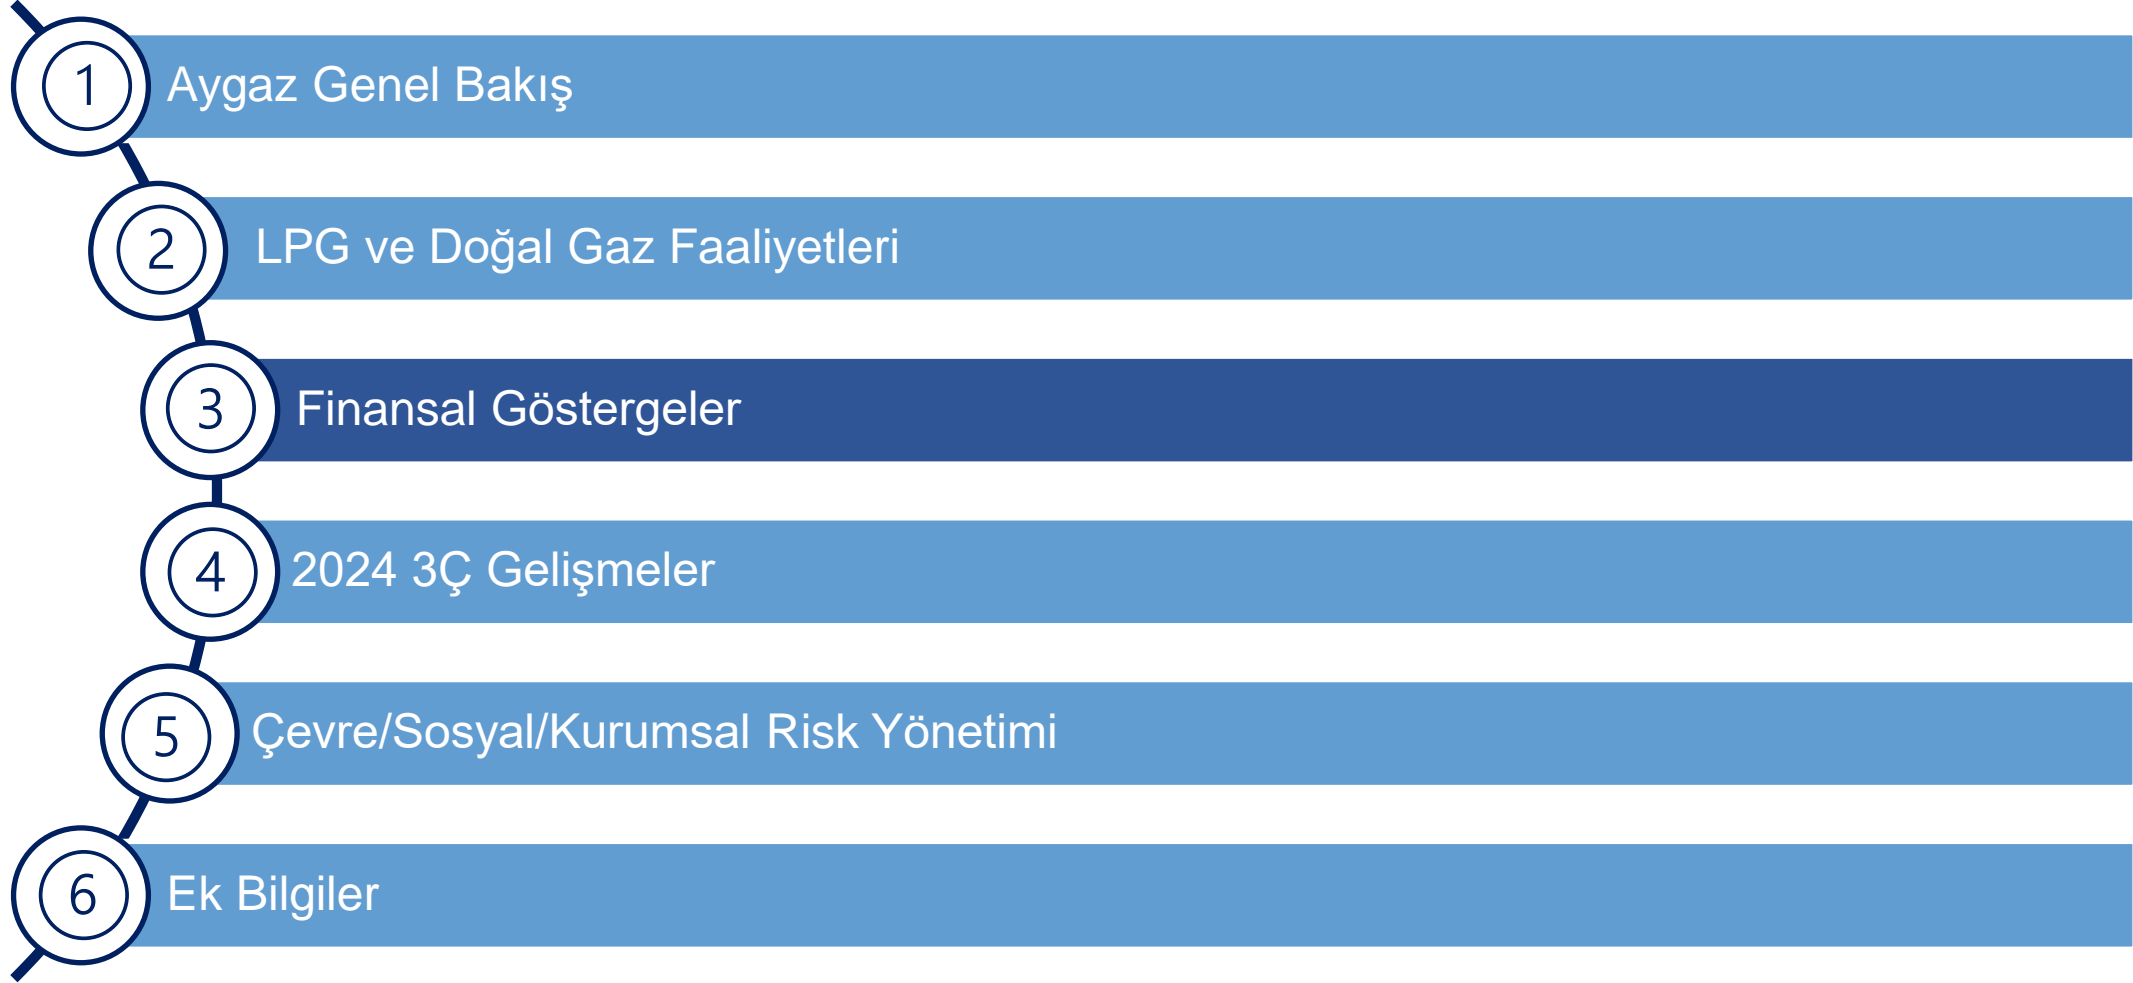 1 Aygaz Genel Bakış
2 LPG ve Doğal Gaz Faaliyetleri
3 Finansal Göstergeler
4 2024 3Ç Gelişmeler
5 Çevre/Sosyal/Kurumsal Risk Yönetimi
6 Ek Bilgiler